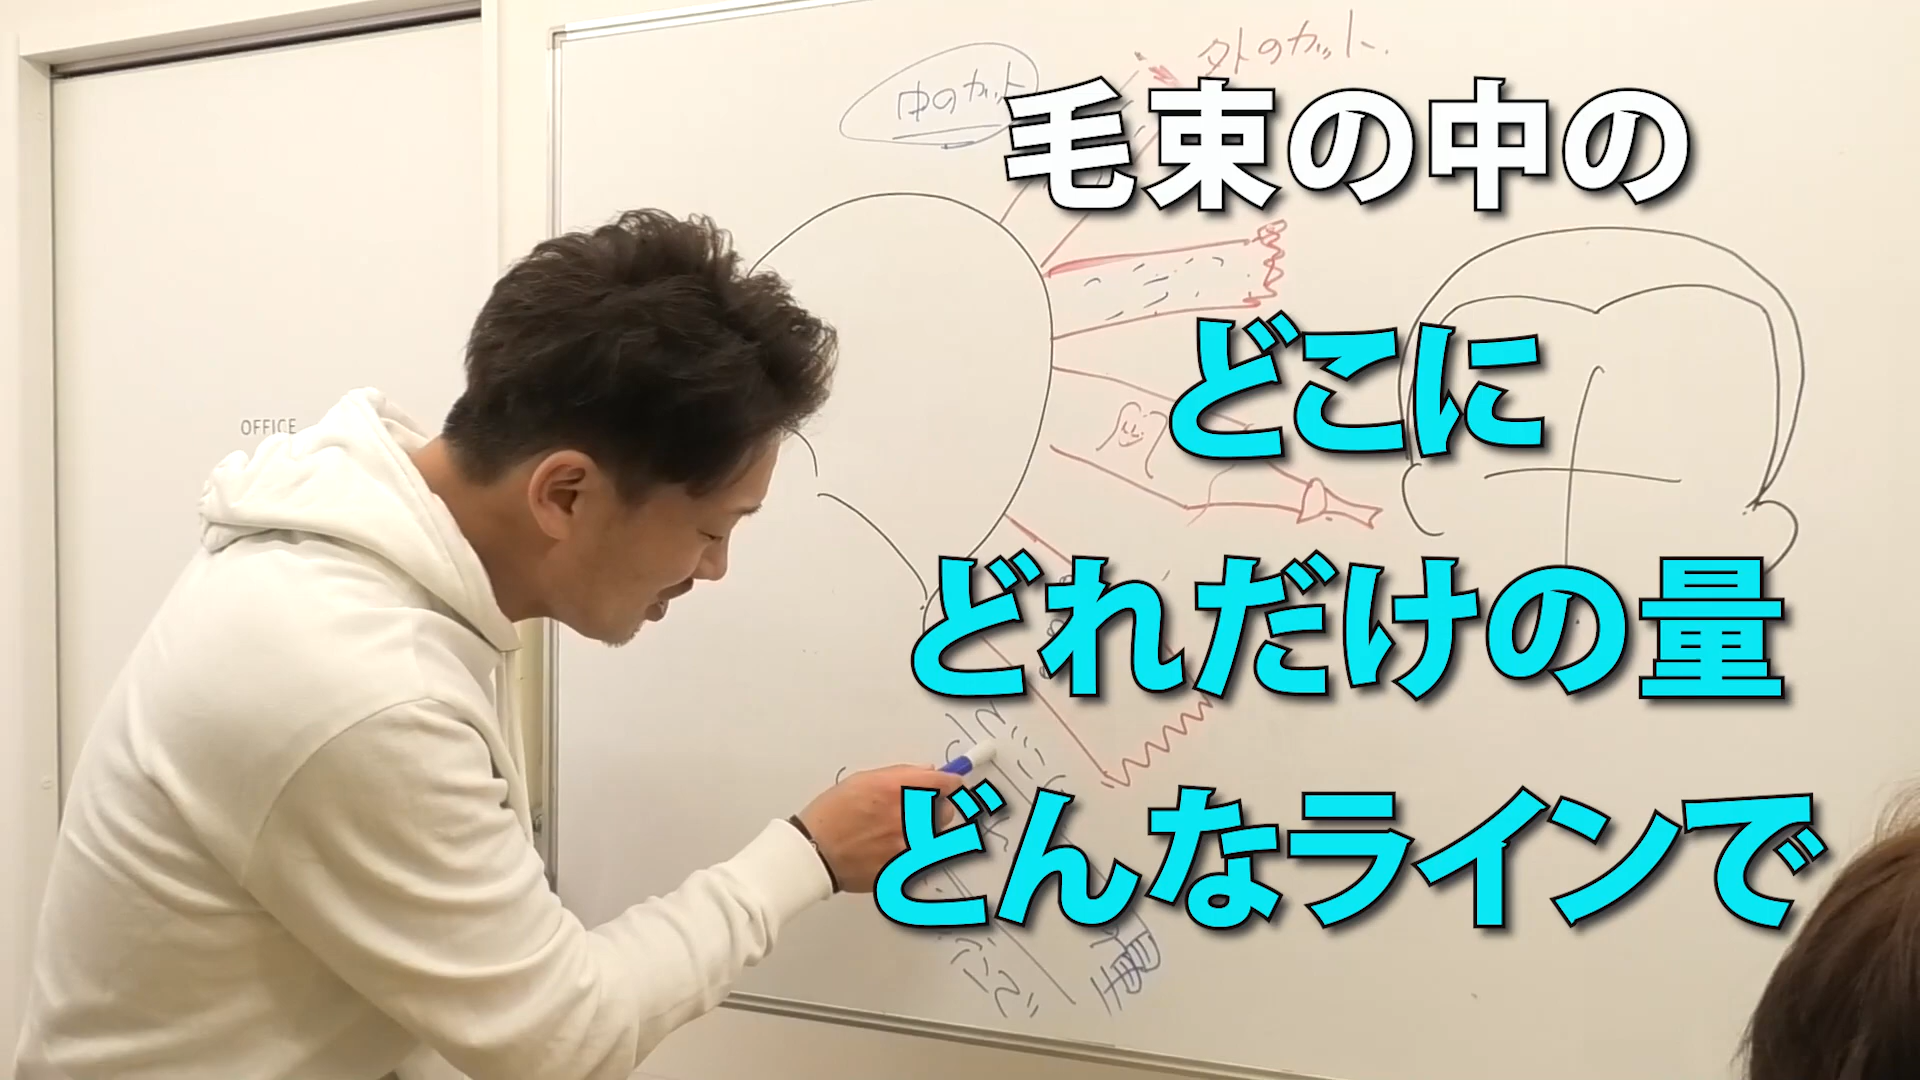 外のカット.
中のカット
毛束の中の
どこに
OFFICE
どれだけの量
どんなラインで